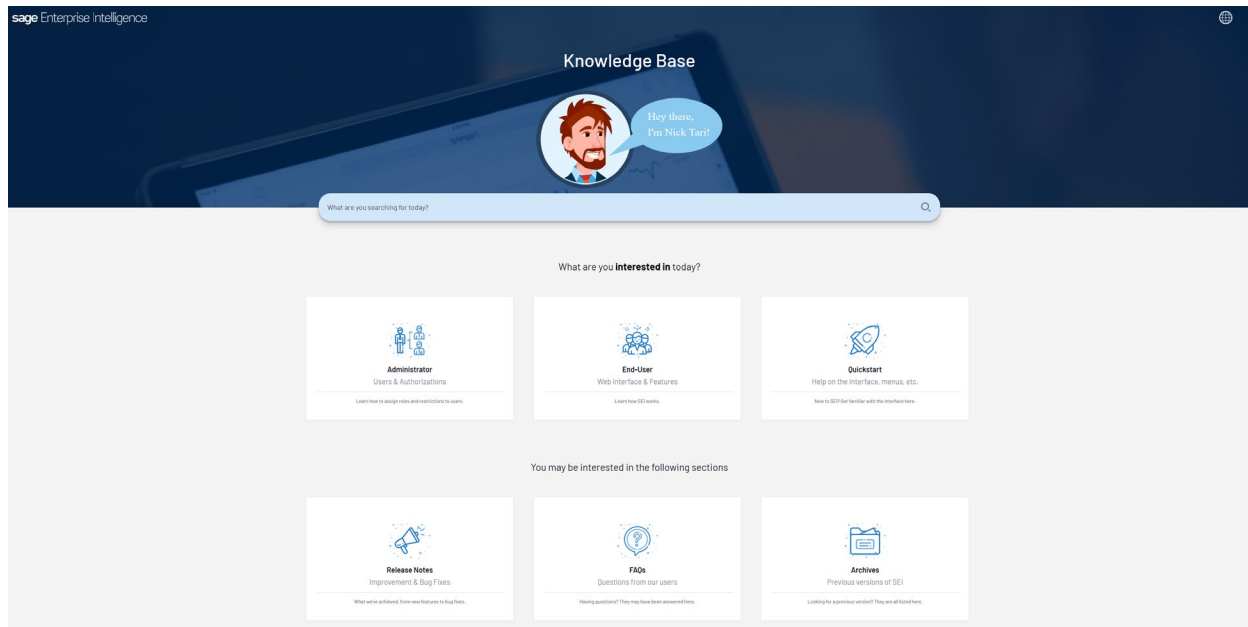 sage Enterprise Intelligence
Knowledge Base
Hey there,
I'm Nick Tari!
What are you searching for today?
What are you interested in today?
Administrator
Users & Authorizations
Learn how to assign roles and restrictions to users.
End-User
Web Interface & Features
Learn how SEI works.
Quickstart
Help on the Interface, menus, etc.
New to SEI? Get familiar with the Interface here.
You may be interested in the following sections
Release Notes
Improvement & Bug Fixes
What we've achieved, from new features to bug fixes.
FAQs
Questions from our users
Having questions? They may have been answered here.
Archives
Previous versions of SEI
Looking for a previous version? They are all listed here.